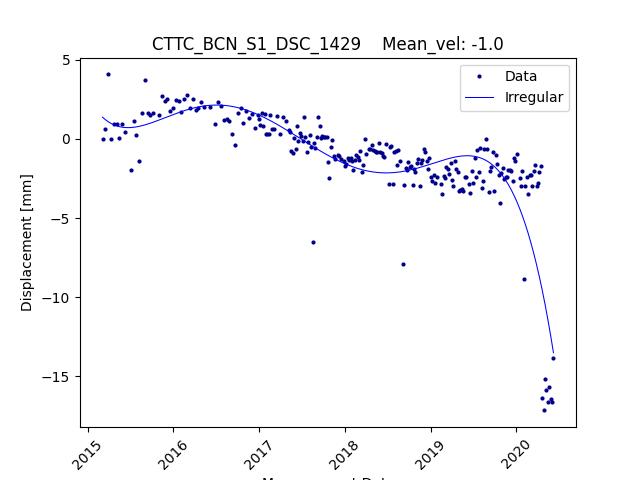 CTTC_BCN_S1_DSC_1429    Mean_vel: -1.0
Data
Irregular
Displacement [mm]
5
0
−5
−10
−15
2015
2016
2017
2018
2019
2020